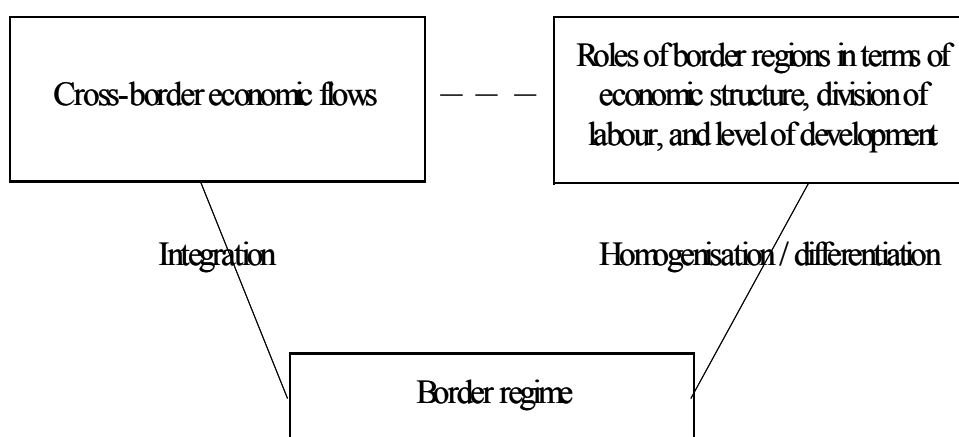 Cross-border economic flows
Roles of border regions in terms of
economic structure, division of
labour, and level of development
Integration
Homogenisation / differentiation
Border regime